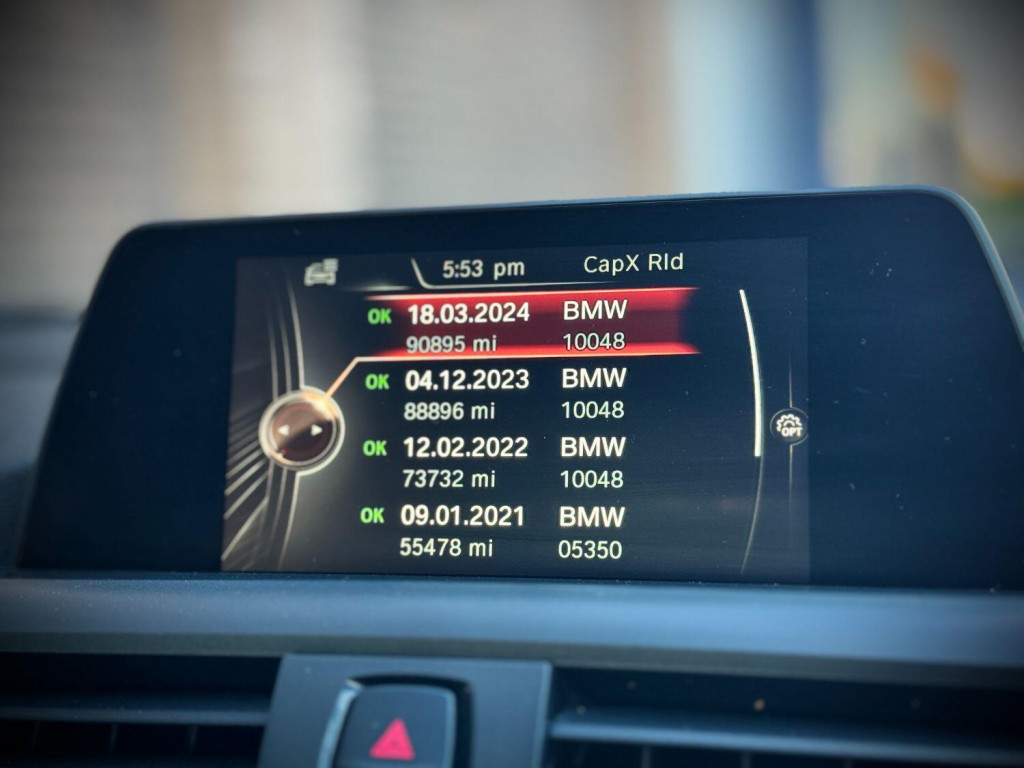 5:53 pm CapX Rld
OK 18.03.2024 BMW
90895 mi 10048
OK 04.12.2023 BMW
88896 mi 10048
OK 12.02.2022 BMW
73732 mi 10048
OPT
OK 09.01.2021 BMW
55478 mi 05350